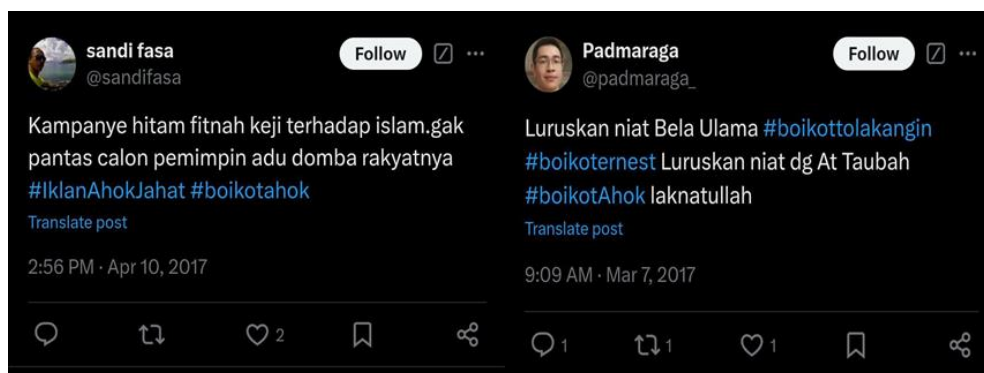 sandi fasa
@sandifasa
Follow
Kampanye hitam fitnah keji terhadap islam.gak
pantas calon pemimpin adu domba rakyatnya
#IklanAhokJahat #boikotahok
Translate post
2:56 PM · Apr 10, 2017
2
Padmaraga
@padmaraga_
Follow
Luruskan niat Bela Ulama #boikottolakangin
#boikoternest Luruskan niat dg At Taubah
#boikotAhok laknatullah
Translate post
9:09 AM · Mar 7, 2017
1 1 1